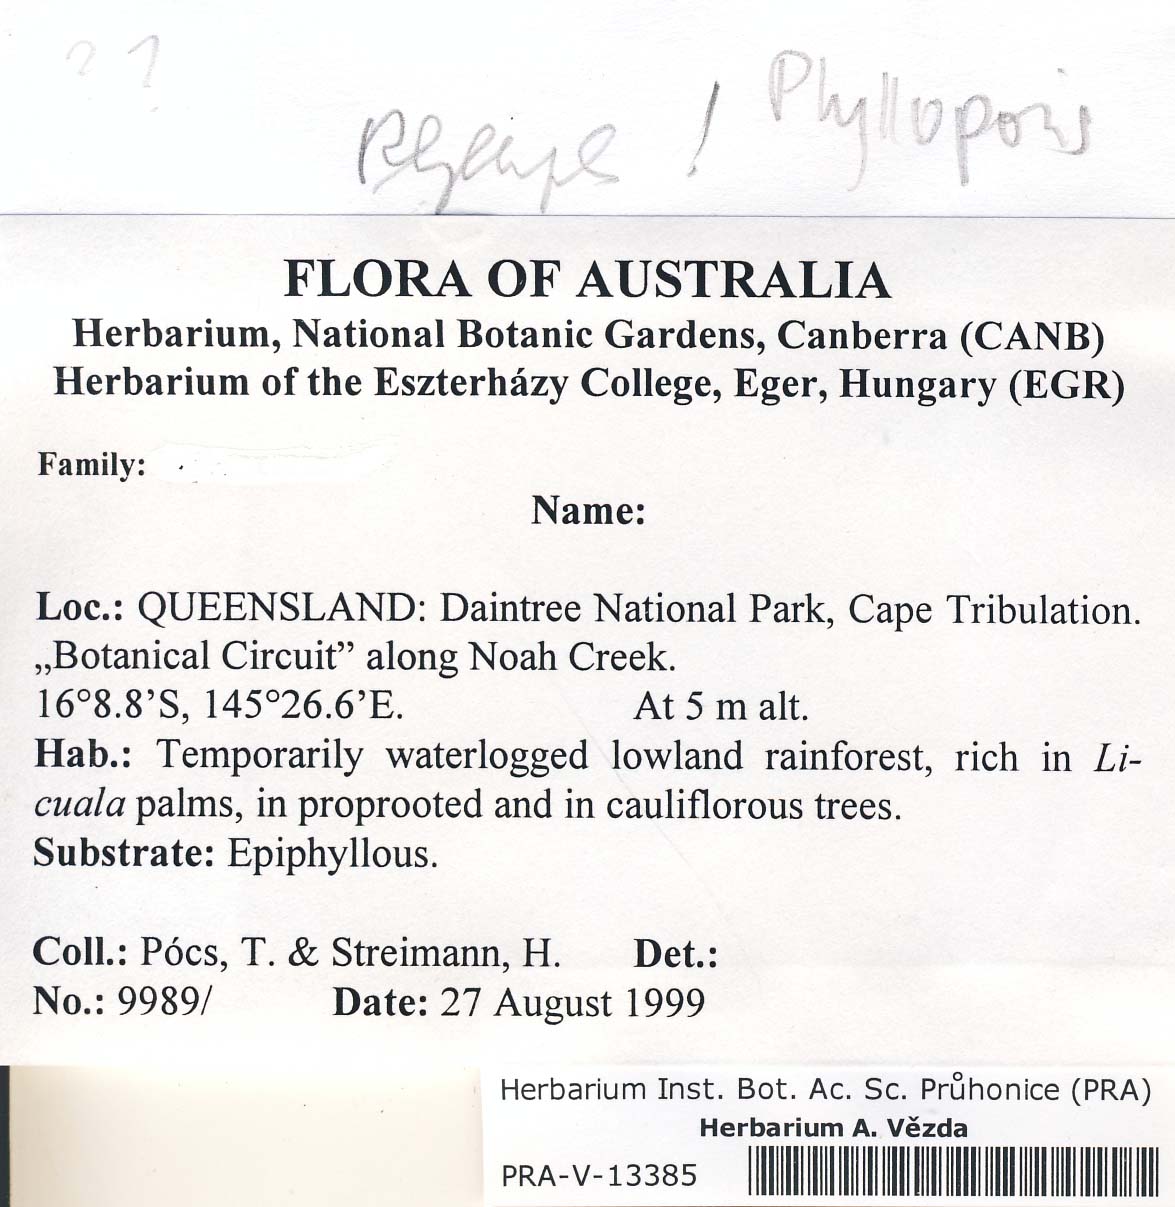 ? ?
! Phylloporis
FLORA OF AUSTRALIA
Herbarium, National Botanic Gardens, Canberra (CANB)
Herbarium of the Eszterházy College, Eger, Hungary (EGR)
Family:
Name:
Loc.: QUEENSLAND: Daintree National Park, Cape Tribulation.
„Botanical Circuit” along Noah Creek.
16°8.8’S, 145°26.6’E. At 5 m alt.
Hab.: Temporarily waterlogged lowland rainforest, rich in Li-
cuala palms, in proprooted and in cauliflorous trees.
Substrate: Epiphyllous.
Coll.: Pócs, T. & Streimann, H. Det.:
No.: 9989/ Date: 27 August 1999
Herbarium Inst. Bot. Ac. Sc. Průhonice (PRA)
Herbarium A. Vězda
PRA-V-13385